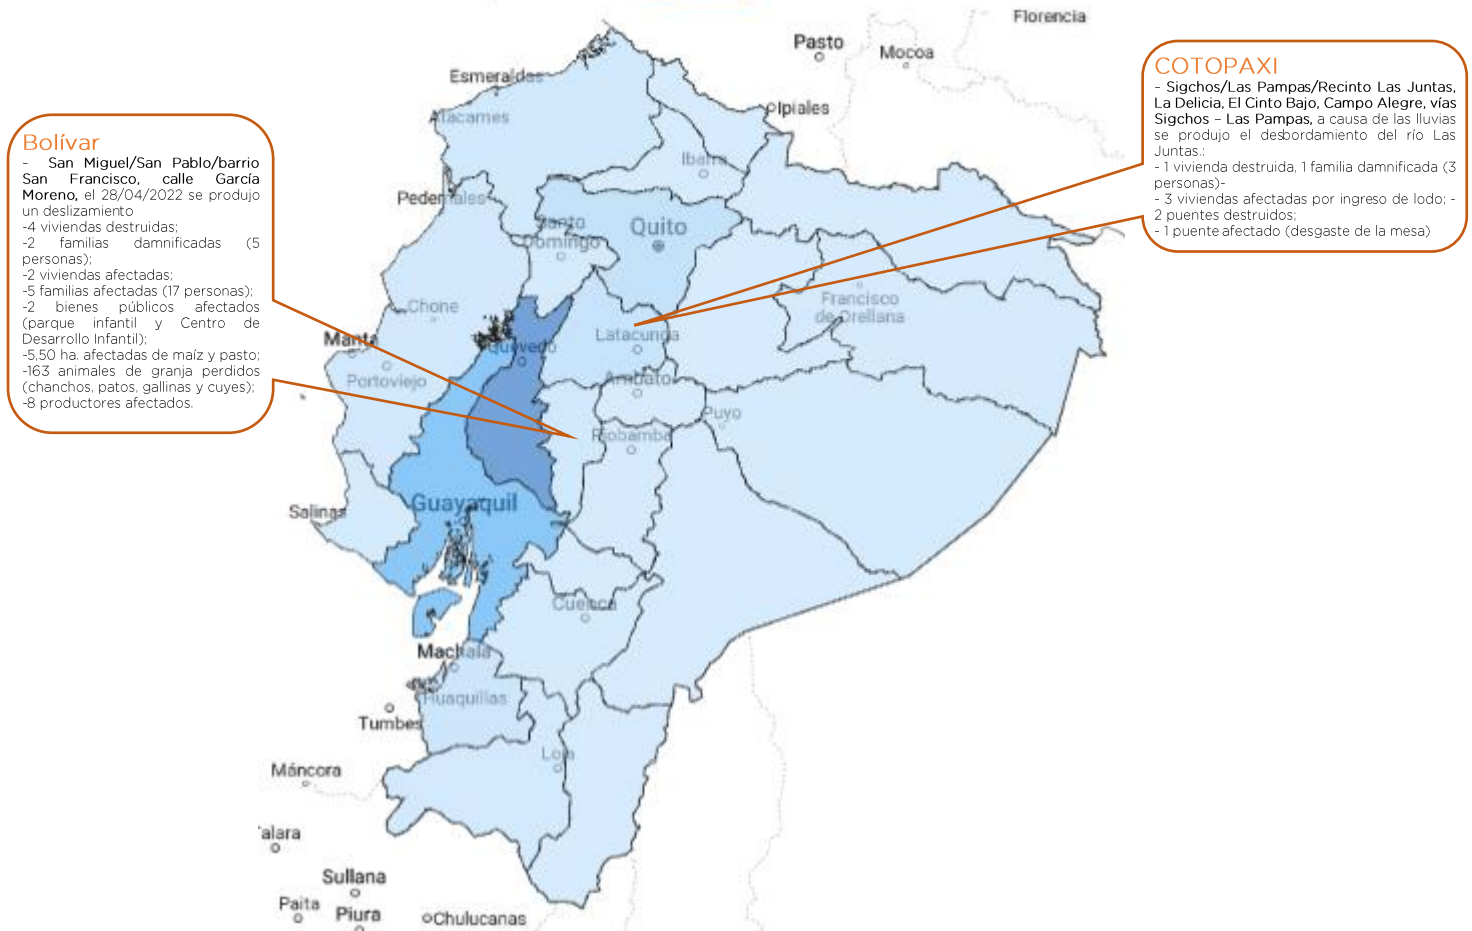 Florencia
Pasto
Mocoa
Esmeraldas
Ipiales
Atacames
Ibarra
Pedernales
Santo
Domingo
Quito
Chone
Francisco
de Orellana
Manta
Quevedo
Latacunga
Portoviejo
Ambato
Puyo
Riobamba
Salinas
Guayaquil
Cuenca
Machala
Huaquillas
Tumbes
Loja
Máncora
alara
Sullana
Paita
Piura
Chulucanas
Bolívar
- San Miguel/San Pablo/barrio
San Francisco, calle García
Moreno, el 28/04/2022 se produjo
un deslizamiento
-4 viviendas destruidas;
-2 familias damnificadas (5
personas);
-2 viviendas afectadas;
-5 familias afectadas (17 personas);
-2 bienes públicos afectados
(parque infantil y Centro de
Desarrollo Infantil);
-5,50 ha. afectadas de maíz y pasto;
-163 animales de granja perdidos
(chanchos, patos, gallinas y cuyes);
-8 productores afectados.
COTOPAXI
- Sigchos/Las Pampas/Recinto Las Juntas,
La Delicia, El Cinto Bajo, Campo Alegre, vías
Sigchos – Las Pampas, a causa de las lluvias
se produjo el desbordamiento del río Las
Juntas.:
- 1 vivienda destruida, 1 familia damnificada (3
personas)-
- 3 viviendas afectadas por ingreso de lodo; -
2 puentes destruidos;
- 1 puente afectado (desgaste de la mesa)